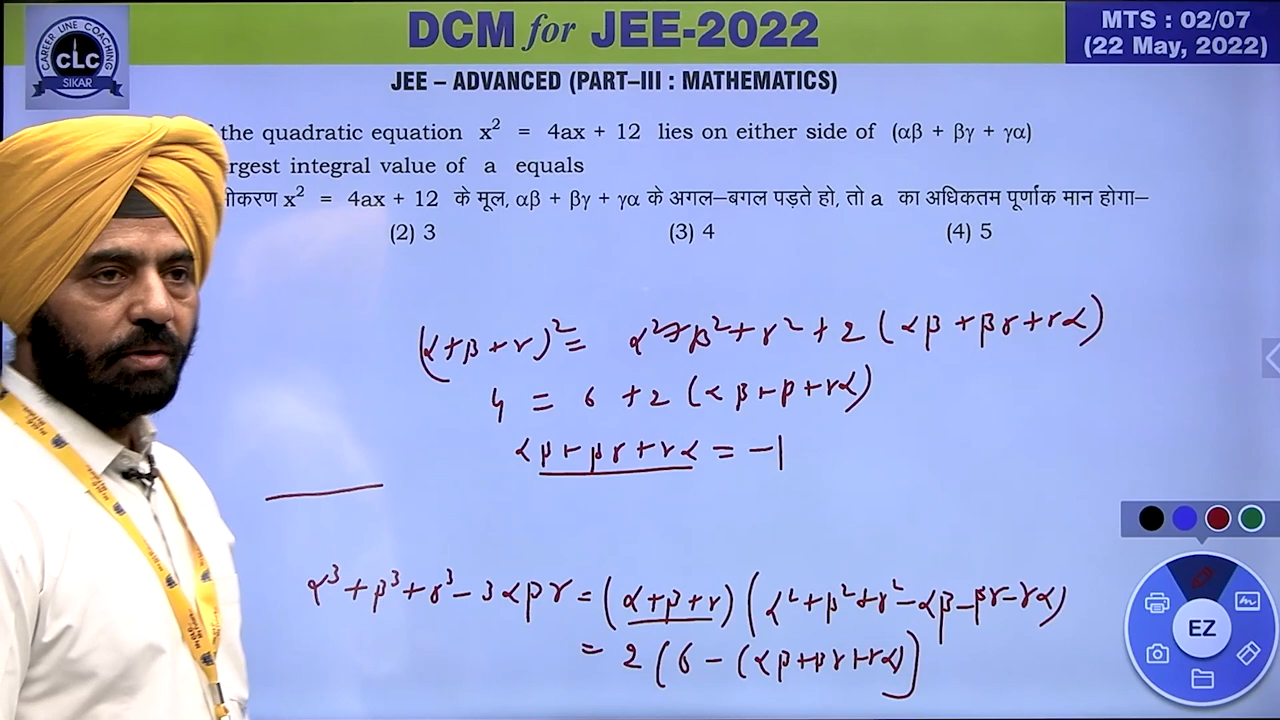 CAREER LINE COACHING
CLC
SIKAR
DCM for JEE-2022
MTS : 02/07
(22 May, 2022)
JEE – ADVANCED (PART–III : MATHEMATICS)
the quadratic equation x² = 4ax + 12 lies on either side of (αβ + βγ + γα)
rgest integral value of a equals
x² = 4ax + 12 के मूल, αβ + βγ + γα के अगल–बगल पड़ते हो, तो a का अधिकतम पूर्णांक मान होगा–
(2) 3 (3) 4 (4) 5
(α+β+γ)² = α²+β²+γ²+2(αβ+βγ+γα)
4 = 6 +2 (αβ+β+γα)
αβ+βγ+γα = -1
α³+β³+γ³-3αβγ = (α+β+γ)(α²+β²+γ²-αβ-βγ-γα)
= 2(6-(αβ+βγ+γα)]
EZ